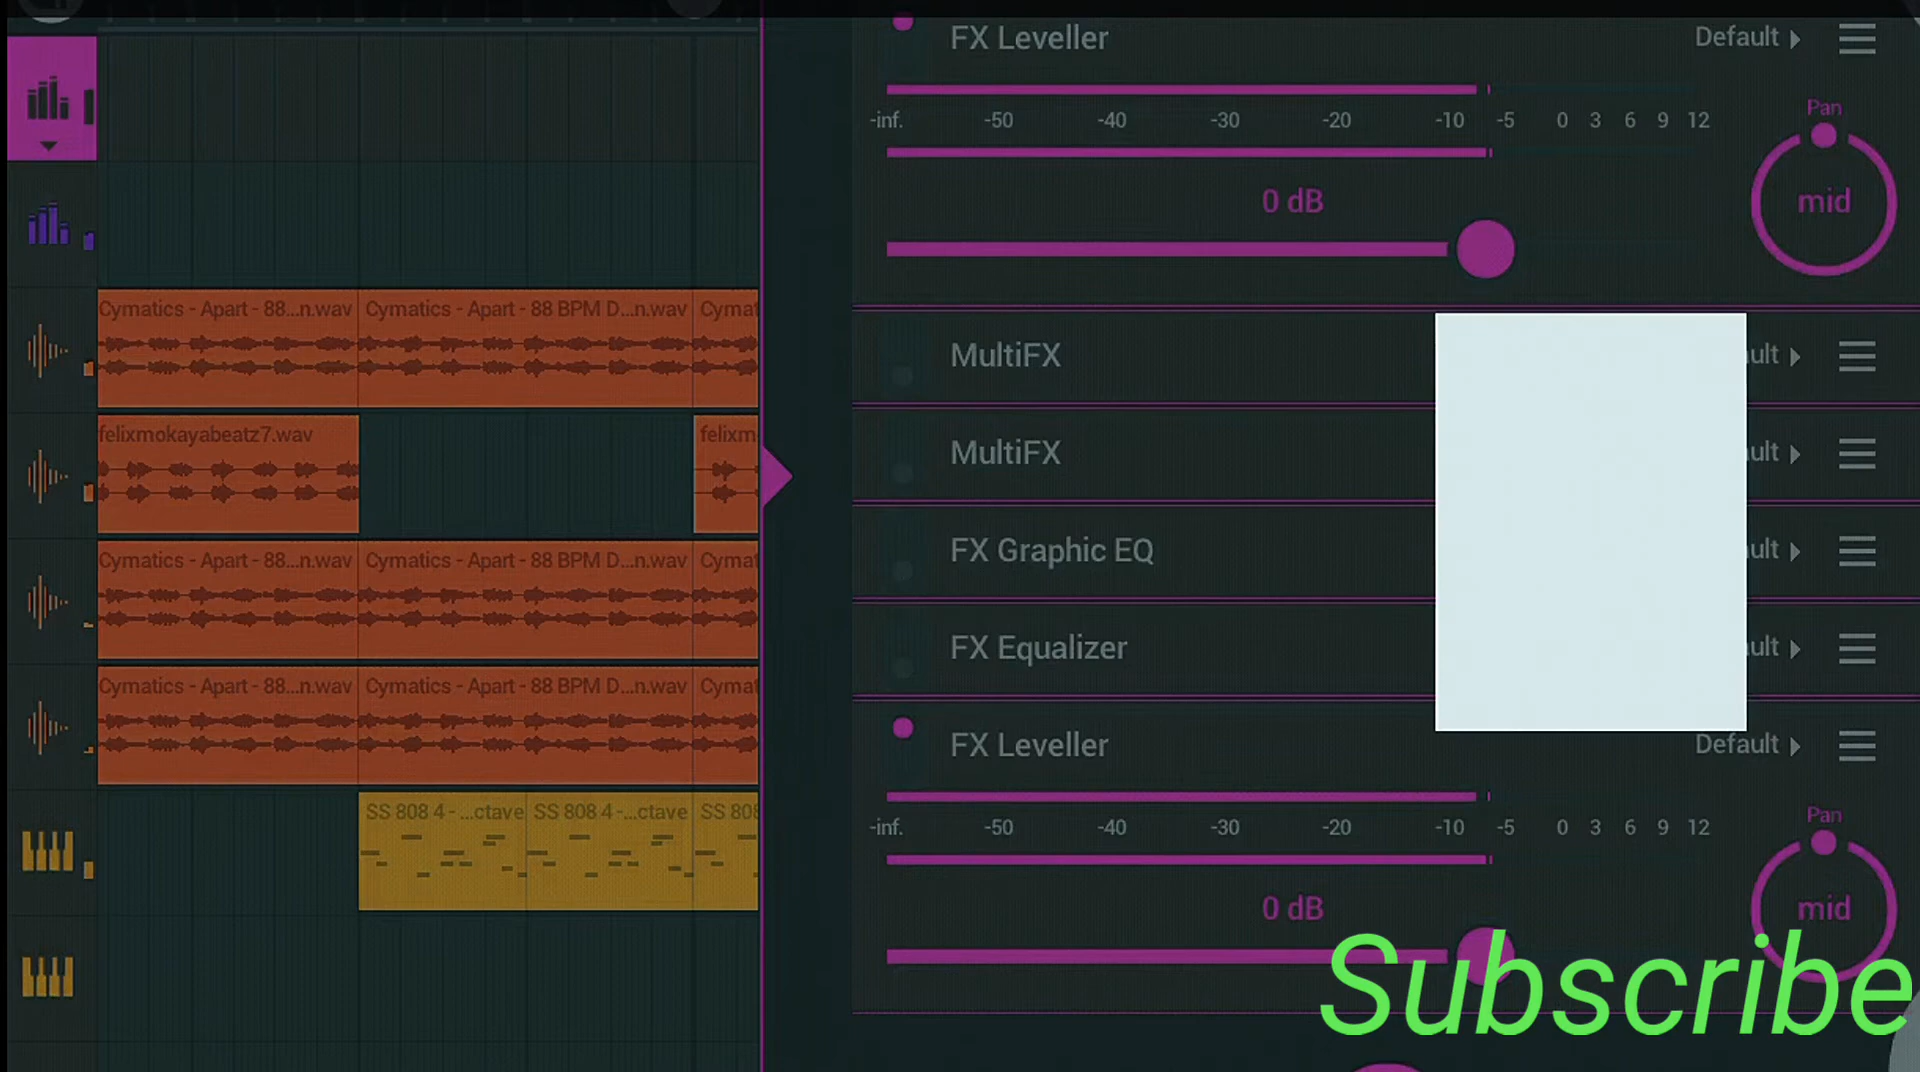 FX Leveller Default
-inf. -50 -40 -30 -20 -10 -5 0 3 6 9 12
Pan
0 dB
mid
Cymatics - Apart - 88...n.wav Cymatics - Apart - 88 BPM D...n.wav Cymat
MultiFX ult
felixmokayabeatz7.wav felixm
MultiFX ult
FX Graphic EQ ult
Cymatics - Apart - 88...n.wav Cymatics - Apart - 88 BPM D...n.wav Cymat
FX Equalizer ult
Cymatics - Apart - 88...n.wav Cymatics - Apart - 88 BPM D...n.wav Cymat
FX Leveller Default
SS 808 4 - ...ctave SS 808 4 - ...ctave SS 808
-inf. -50 -40 -30 -20 -10 -5 0 3 6 9 12
Pan
0 dB
mid
Subscribe